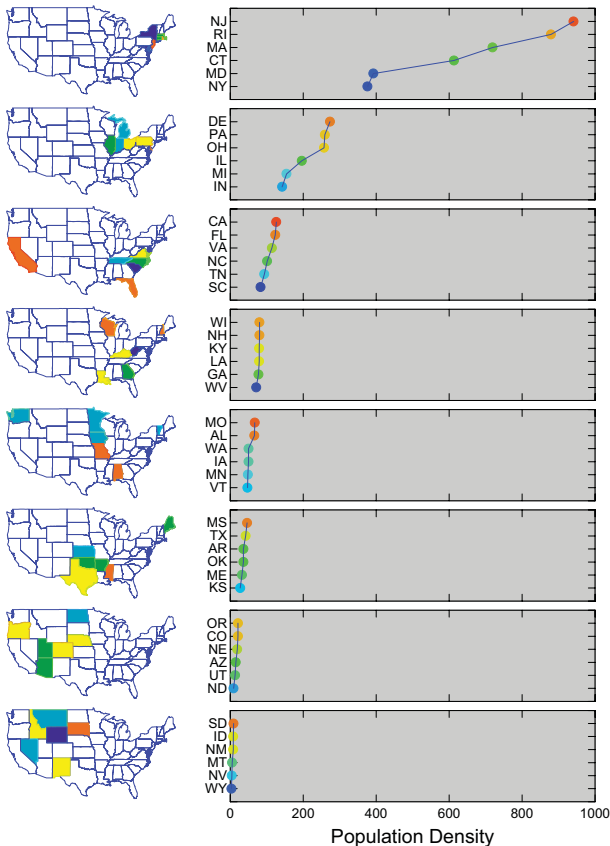 NJ
RI
MA
CT
MD
NY
DE
PA
OH
IL
MI
IN
CA
FL
VA
NC
TN
SC
WI
NH
KY
LA
GA
WV
MO
AL
WA
IA
MN
VT
MS
TX
AR
OK
ME
KS
OR
CO
NE
AZ
UT
ND
SD
ID
NM
MT
NV
WY
0 200 400 600 800 1000
Population Density